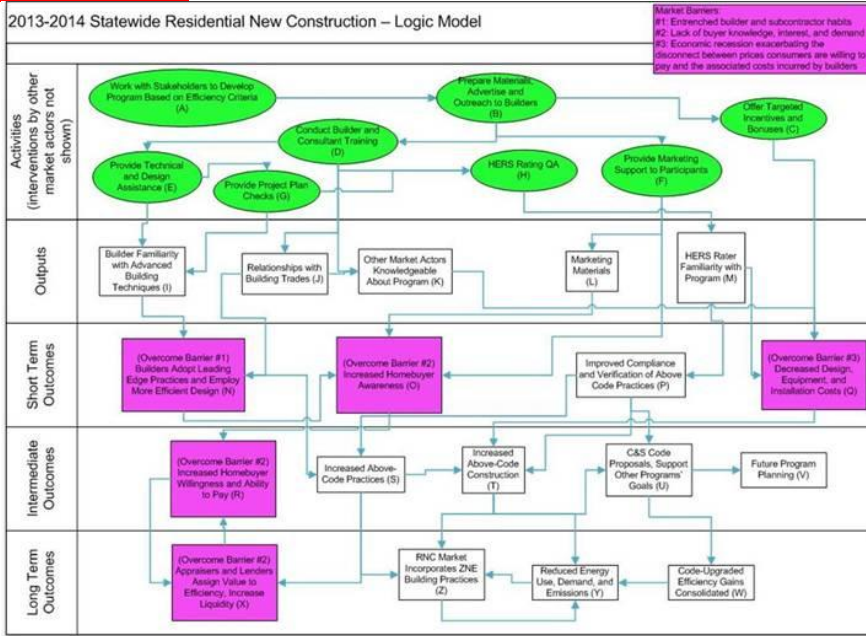 2013-2014 Statewide Residential New Construction – Logic Model
Market Barriers:
#1: Entrenched builder and subcontractor habits
#2: Lack of buyer knowledge, interest, and demand
#3: Economic recession exacerbating the
disconnect between prices consumers are willing to
pay and the associated costs incurred by builders
Activities
(interventions by other
market actors not
shown)
Work with Stakeholders to Develop
Program Based on Efficiency Criteria
(A)
Prepare Materials,
Advertise and
Outreach to Builders
(B)
Offer Targeted
Incentives and
Bonuses (C)
Conduct Builder and
Consultant Training
(D)
Provide Technical
and Design
Assistance (E)
Provide Project Plan
Checks (G)
HERS Rating QA
(H)
Provide Marketing
Support to Participants
(F)
Outputs
Builder Familiarity
with Advanced
Building
Techniques (I)
Relationships with
Building Trades (J)
Other Market Actors
Knowledgeable
About Program (K)
Marketing
Materials
(L)
HERS Rater
Familiarity with
Program (M)
Short Term
Outcomes
(Overcome Barrier #1)
Builders Adopt Leading
Edge Practices and Employ
More Efficient Design (N)
(Overcome Barrier #2)
Increased Homebuyer
Awareness (O)
Improved Compliance
and Verification of Above
Code Practices (P)
(Overcome Barrier #3)
Decreased Design,
Equipment, and
Installation Costs (Q)
Intermediate
Outcomes
(Overcome Barrier #2)
Increased Homebuyer
Willingness and Ability
to Pay (R)
Increased Above-
Code Practices (S)
Increased
Above-Code
Construction
(T)
C&S Code
Proposals, Support
Other Programs'
Goals (U)
Future Program
Planning (V)
Long Term
Outcomes
(Overcome Barrier #2)
Appraisers and Lenders
Assign Value to
Efficiency, Increase
Liquidity (X)
RNC Market
Incorporates ZNE
Building Practices
(Z)
Reduced Energy
Use, Demand, and
Emissions (Y)
Code-Upgraded
Efficiency Gains
Consolidated (W)